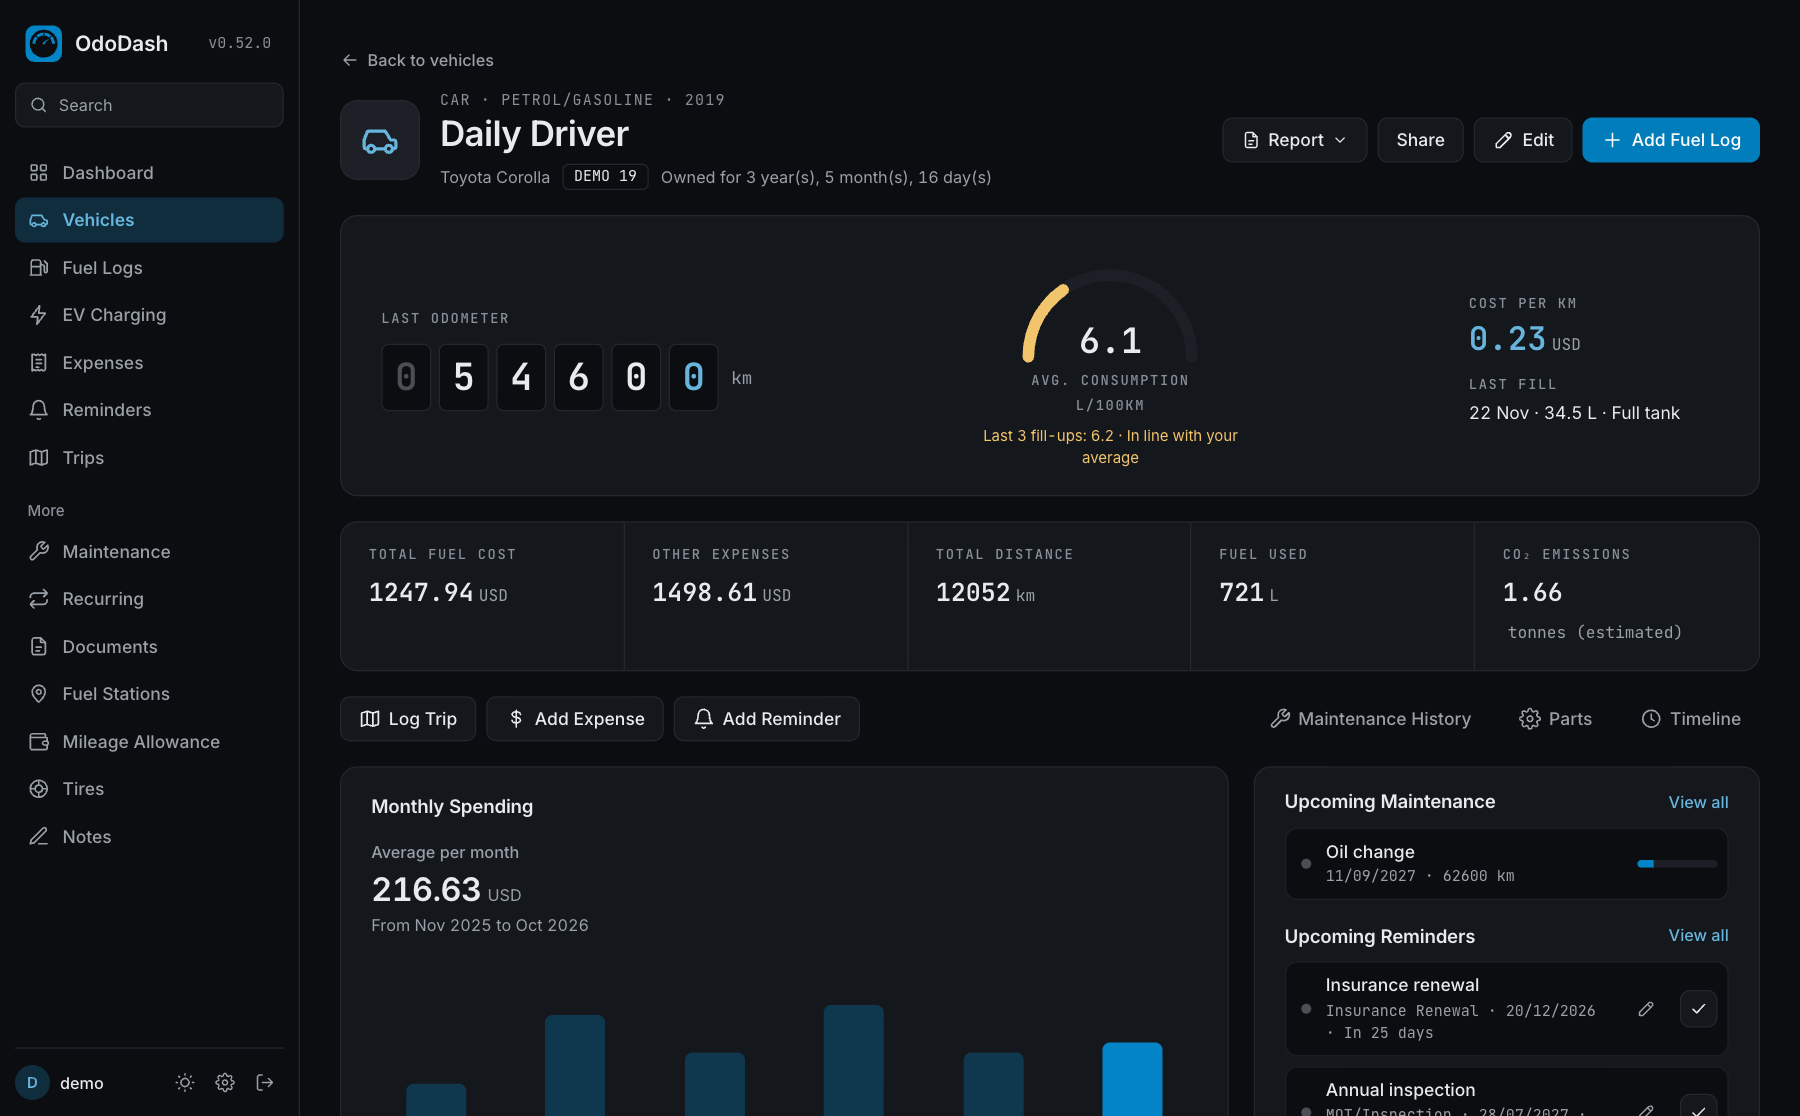 OdoDash
v0.52.0
Search
Dashboard
Vehicles
Fuel Logs
EV Charging
Expenses
Reminders
Trips
More
Maintenance
Recurring
Documents
Fuel Stations
Mileage Allowance
Tires
Notes
D
demo
Back to vehicles
CAR · PETROL/GASOLINE · 2019
Daily Driver
Toyota Corolla
DEMO 19
Owned for 3 year(s), 5 month(s), 16 day(s)
Report
Share
Edit
Add Fuel Log
LAST ODOMETER
0 5 4 6 0 0 km
6.1
AVG. CONSUMPTION
L/100KM
Last 3 fill-ups: 6.2 · In line with your
average
COST PER KM
0.23 USD
LAST FILL
22 Nov · 34.5 L · Full tank
TOTAL FUEL COST
1247.94 USD
OTHER EXPENSES
1498.61 USD
TOTAL DISTANCE
12052 km
FUEL USED
721 L
CO₂ EMISSIONS
1.66
tonnes (estimated)
Log Trip
Add Expense
Add Reminder
Maintenance History
Parts
Timeline
Monthly Spending
Average per month
216.63 USD
From Nov 2025 to Oct 2026
Upcoming Maintenance
View all
Oil change
11/09/2027 · 62600 km
Upcoming Reminders
View all
Insurance renewal
Insurance Renewal · 20/12/2026
· In 25 days
Annual inspection
MOT/Inspection · 28/07/2027 ·